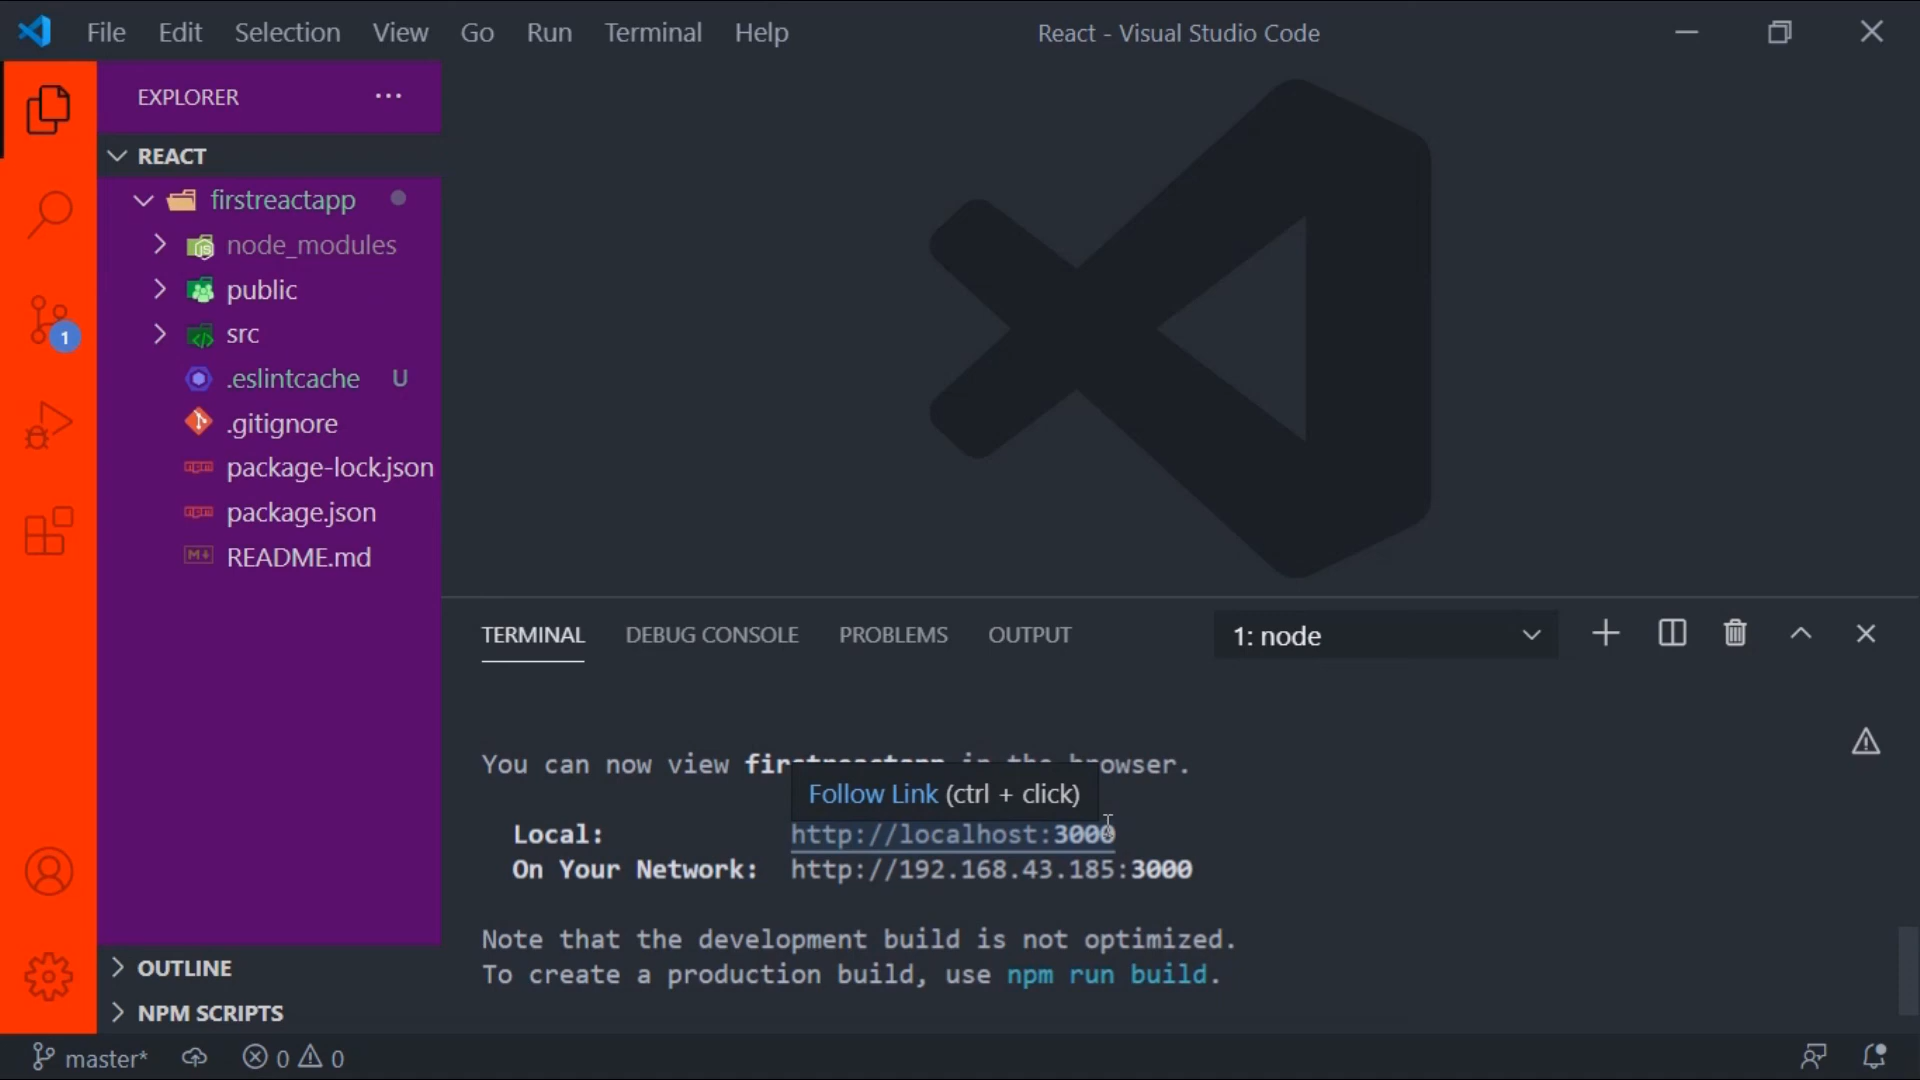 File Edit Selection View Go Run Terminal Help React - Visual Studio Code
EXPLORER
REACT
firstreactapp
node_modules
public
src
.eslintcache U
.gitignore
package-lock.json
package.json
README.md
OUTLINE
NPM SCRIPTS
TERMINAL DEBUG CONSOLE PROBLEMS OUTPUT 1: node
You can now view firstreactapp in the browser.
Follow Link (ctrl + click)
Local: http://localhost:3000
On Your Network: http://192.168.43.185:3000
Note that the development build is not optimized.
To create a production build, use npm run build.
1
master* 0 0